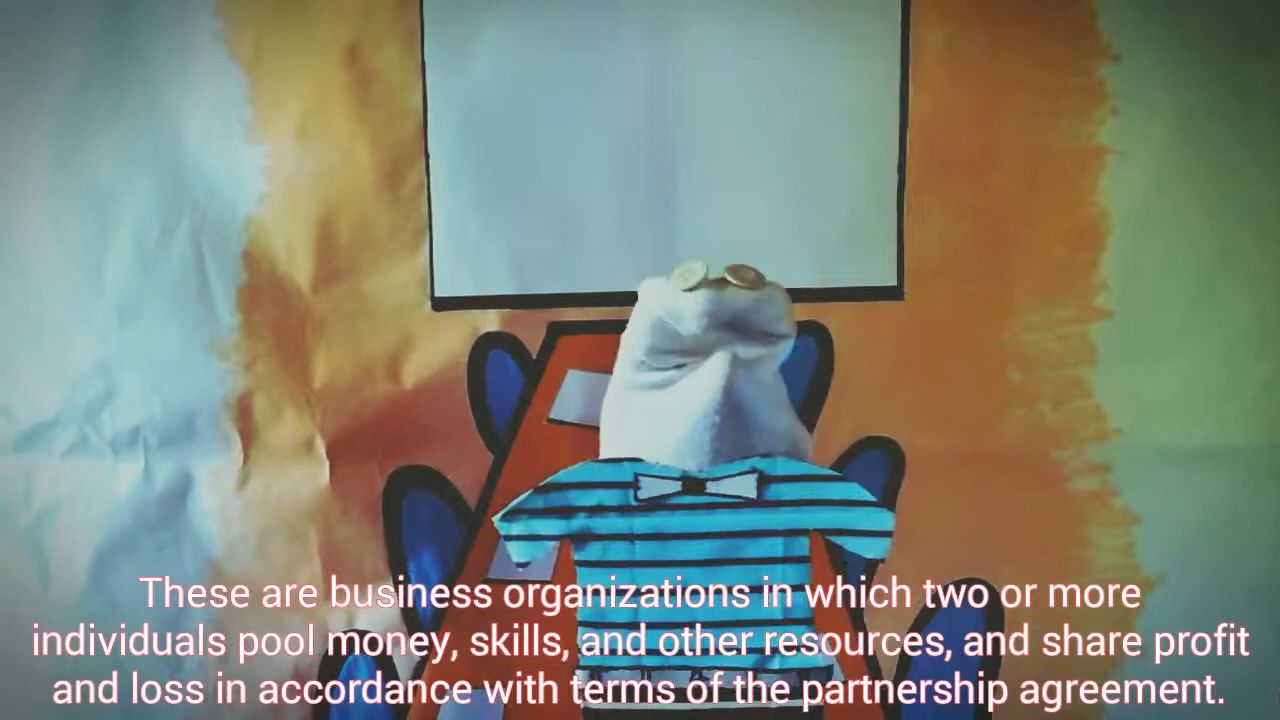 These are business organizations in which two or more
individuals pool money, skills, and other resources, and share profit
and loss in accordance with terms of the partnership agreement.